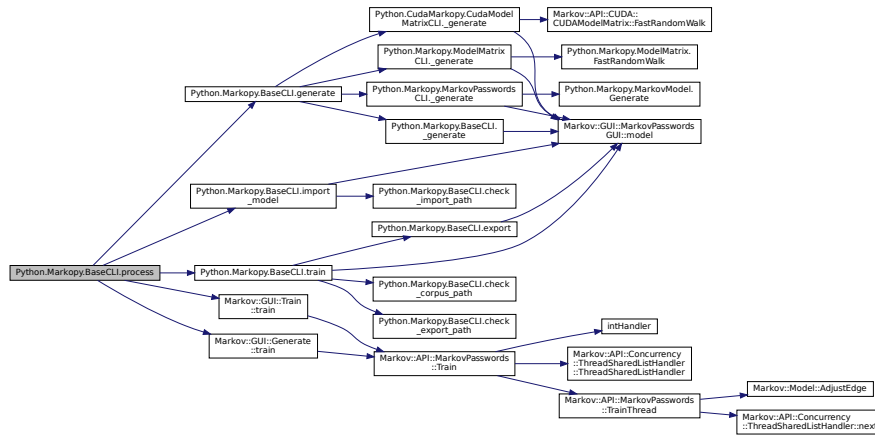 Python.CudaMarkopy.CudaModel
MatrixCLI._generate
Markov::API::CUDA::
CUDAModelMatrix::FastRandomWalk
Python.Markopy.ModelMatrix
CLI._generate
Python.Markopy.ModelMatrix.
FastRandomWalk
Python.Markopy.BaseCLI.generate
Python.Markopy.MarkovPasswords
CLI._generate
Python.Markopy.MarkovModel.
Generate
Python.Markopy.BaseCLI.
_generate
Markov::GUI::MarkovPasswords
GUI::model
Python.Markopy.BaseCLI.import
_model
Python.Markopy.BaseCLI.check
_import_path
Python.Markopy.BaseCLI.export
Python.Markopy.BaseCLI.process
Python.Markopy.BaseCLI.train
Python.Markopy.BaseCLI.check
_corpus_path
Markov::GUI::Train
::train
Python.Markopy.BaseCLI.check
_export_path
Markov::GUI::Generate
::train
intHandler
Markov::API::MarkovPasswords
::Train
Markov::API::Concurrency
::ThreadSharedListHandler
::ThreadSharedListHandler
Markov::API::MarkovPasswords
::TrainThread
Markov::Model::AdjustEdge
Markov::API::Concurrency
::ThreadSharedListHandler::next